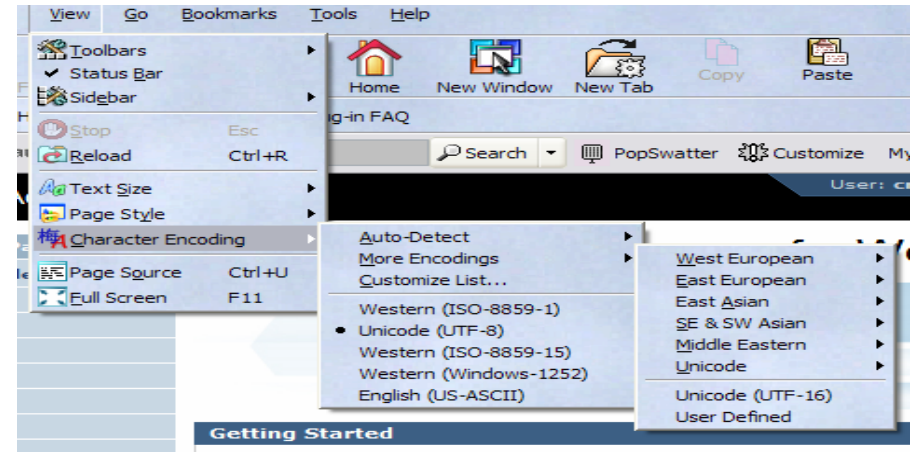 View Go Bookmarks Tools Help
Toolbars
Status Bar
Sidebar
Stop Esc
Reload Ctrl+R
Text Size
Page Style
Character Encoding
Page Source Ctrl+U
Full Screen F11
Home New Window New Tab Copy Paste
g-in FAQ
Search PopSwatter Customize My
User: c
Auto-Detect
More Encodings
Customize List...
Western (ISO-8859-1)
Unicode (UTF-8)
Western (ISO-8859-15)
Western (Windows-1252)
English (US-ASCII)
West European
East European
East Asian
SE & SW Asian
Middle Eastern
Unicode
Unicode (UTF-16)
User Defined
Getting Started